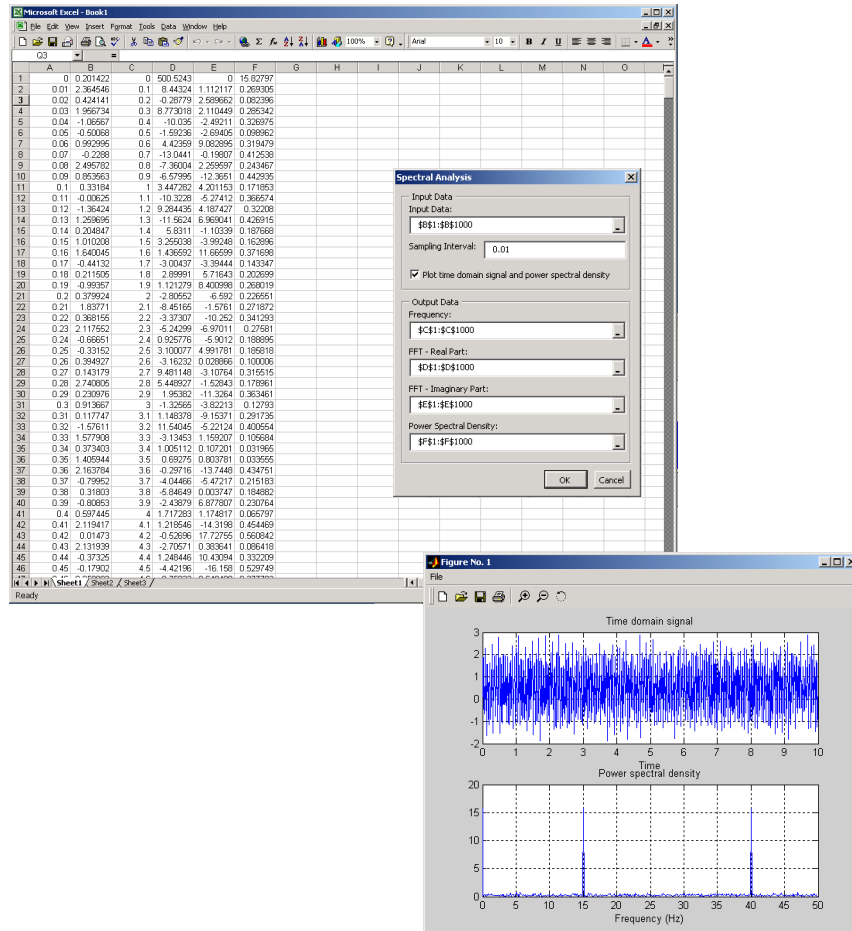 Microsoft Excel - Book1
File Edit View Insert Format Tools Data Window Help
100% Arial 10 B I U
Q3 =
A B C D E F G H I J K L M N O
1 0 0.201422 0 500.5243 0 15.82797
2 0.01 2.364546 0.1 8.44324 1.112117 0.269305
3 0.02 0.424141 0.2 -0.28779 2.589662 0.082396
4 0.03 1.956734 0.3 8.773018 2.110449 0.285342
5 0.04 -1.06567 0.4 -10.035 -2.49211 0.326975
6 0.05 -0.50068 0.5 -1.59236 -2.69405 0.098962
7 0.06 0.992995 0.6 4.42359 9.082895 0.319479
8 0.07 -0.2288 0.7 -13.0441 -0.19807 0.412538
9 0.08 2.495782 0.8 -7.36004 2.259597 0.243467
10 0.09 0.853563 0.9 -6.57995 -12.3651 0.442935
11 0.1 0.33184 1 3.447282 4.201153 0.171853
12 0.11 -0.00625 1.1 -10.3228 -5.27412 0.366574
13 0.12 -1.36424 1.2 9.284435 4.187427 0.32208
14 0.13 1.259695 1.3 -11.5624 6.969041 0.426915
15 0.14 0.204847 1.4 5.8311 -1.10339 0.187668
16 0.15 1.010208 1.5 3.255038 -3.99248 0.162896
17 0.16 1.640045 1.6 1.436592 11.66599 0.371698
18 0.17 -0.44132 1.7 -3.00437 -3.39444 0.143347
19 0.18 0.211505 1.8 2.89991 5.71643 0.202699
20 0.19 -0.99357 1.9 1.121279 8.400998 0.268019
21 0.2 0.379924 2 -2.80552 -6.592 0.226551
22 0.21 1.83771 2.1 -8.45165 -1.5761 0.271872
23 0.22 0.368155 2.2 -3.37307 -10.252 0.341293
24 0.23 2.117552 2.3 -5.24299 -6.97011 0.27581
25 0.24 -0.66651 2.4 0.925776 -5.9012 0.188895
26 0.25 -0.33152 2.5 3.100077 4.991781 0.185818
27 0.26 0.394927 2.6 -3.16232 0.028866 0.100006
28 0.27 0.143179 2.7 9.481148 -3.10764 0.315515
29 0.28 2.740805 2.8 5.448927 -1.52843 0.178961
30 0.29 0.230976 2.9 1.95382 -11.3264 0.363461
31 0.3 0.913667 3 -1.32565 -3.82213 0.12793
32 0.31 0.117747 3.1 1.148378 -9.15371 0.291735
33 0.32 -1.57611 3.2 11.54045 -5.22124 0.400554
34 0.33 1.577908 3.3 -3.13453 1.159207 0.105684
35 0.34 0.373403 3.4 1.005112 0.107201 0.031965
36 0.35 1.405944 3.5 0.69275 0.803781 0.033555
37 0.36 2.163784 3.6 -0.29716 -13.7448 0.434751
38 0.37 -0.79952 3.7 -4.04466 -5.47217 0.215183
39 0.38 0.31803 3.8 -5.84649 0.003747 0.184882
40 0.39 -0.80853 3.9 -2.43879 6.877807 0.230764
41 0.4 0.597445 4 1.717283 1.174817 0.065797
42 0.41 2.119417 4.1 1.218546 -14.3198 0.454469
43 0.42 0.01473 4.2 -0.52696 17.72755 0.560842
44 0.43 2.131939 4.3 -2.70571 0.383641 0.086418
45 0.44 -0.37325 4.4 1.248446 10.43094 0.332209
46 0.45 -0.17902 4.5 -4.42196 -16.158 0.529749
Sheet1 Sheet2 Sheet3
Ready
Spectral Analysis
Input Data
Input Data:
$B$1:$B$1000
Sampling Interval: 0.01
Plot time domain signal and power spectral density
Output Data
Frequency:
$C$1:$C$1000
FFT - Real Part:
$D$1:$D$1000
FFT - Imaginary Part:
$E$1:$E$1000
Power Spectral Density:
$F$1:$F$1000
OK Cancel
Figure No. 1
File
Time domain signal
3
2
1
0
-1
-2
0 1 2 3 4 5 6 7 8 9 10
Time
Power spectral density
20
15
10
5
0
0 5 10 15 20 25 30 35 40 45 50
Frequency (Hz)